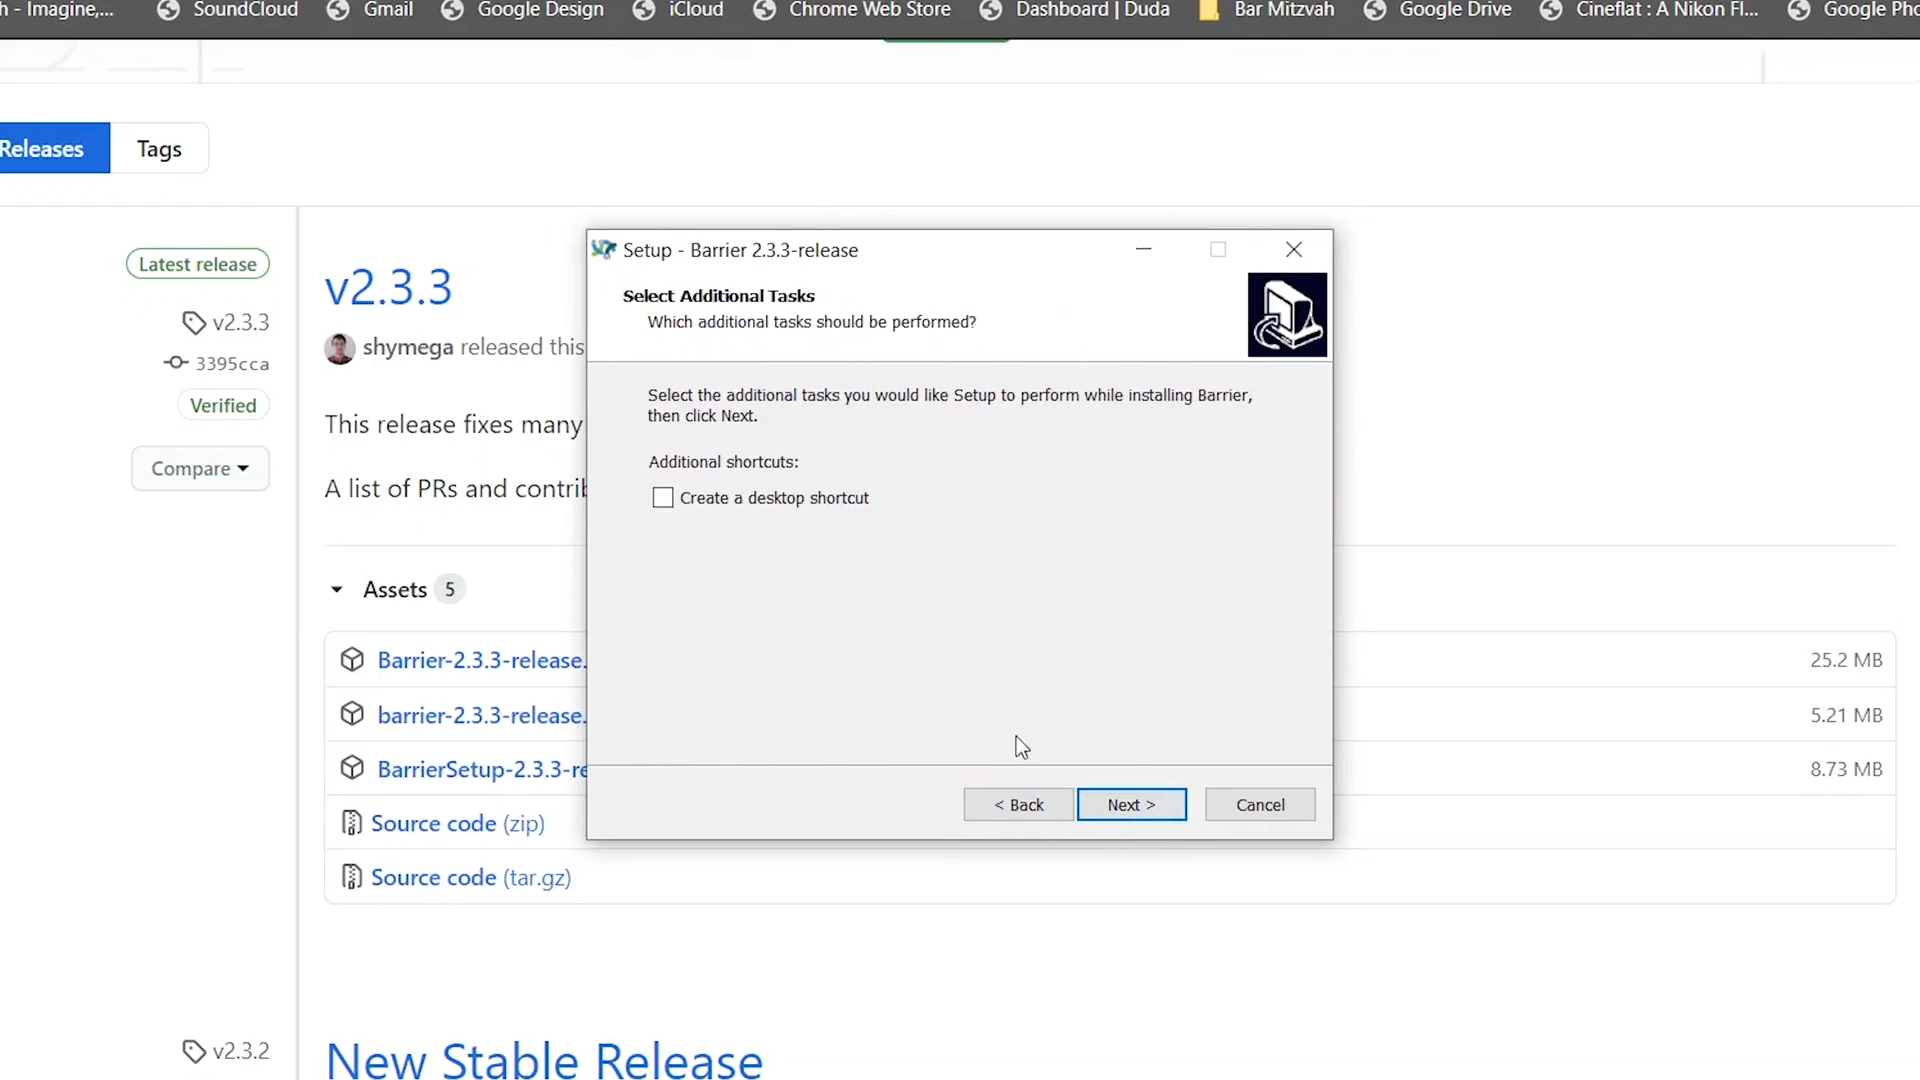 h - Imagine,... SoundCloud Gmail Google Design iCloud Chrome Web Store Dashboard | Duda Bar Mitzvah Google Drive Cineflat : A Nikon Fl... Google Pho
Releases Tags
Latest release
v2.3.3
3395cca
Verified
Compare
v2.3.3
shymega released this
This release fixes many
A list of PRs and contrib
Assets 5
Barrier-2.3.3-release. 25.2 MB
barrier-2.3.3-release. 5.21 MB
BarrierSetup-2.3.3-re 8.73 MB
Source code (zip)
Source code (tar.gz)
Setup - Barrier 2.3.3-release
Select Additional Tasks
Which additional tasks should be performed?
Select the additional tasks you would like Setup to perform while installing Barrier,
then click Next.
Additional shortcuts:
Create a desktop shortcut
< Back Next > Cancel
v2.3.2
New Stable Release